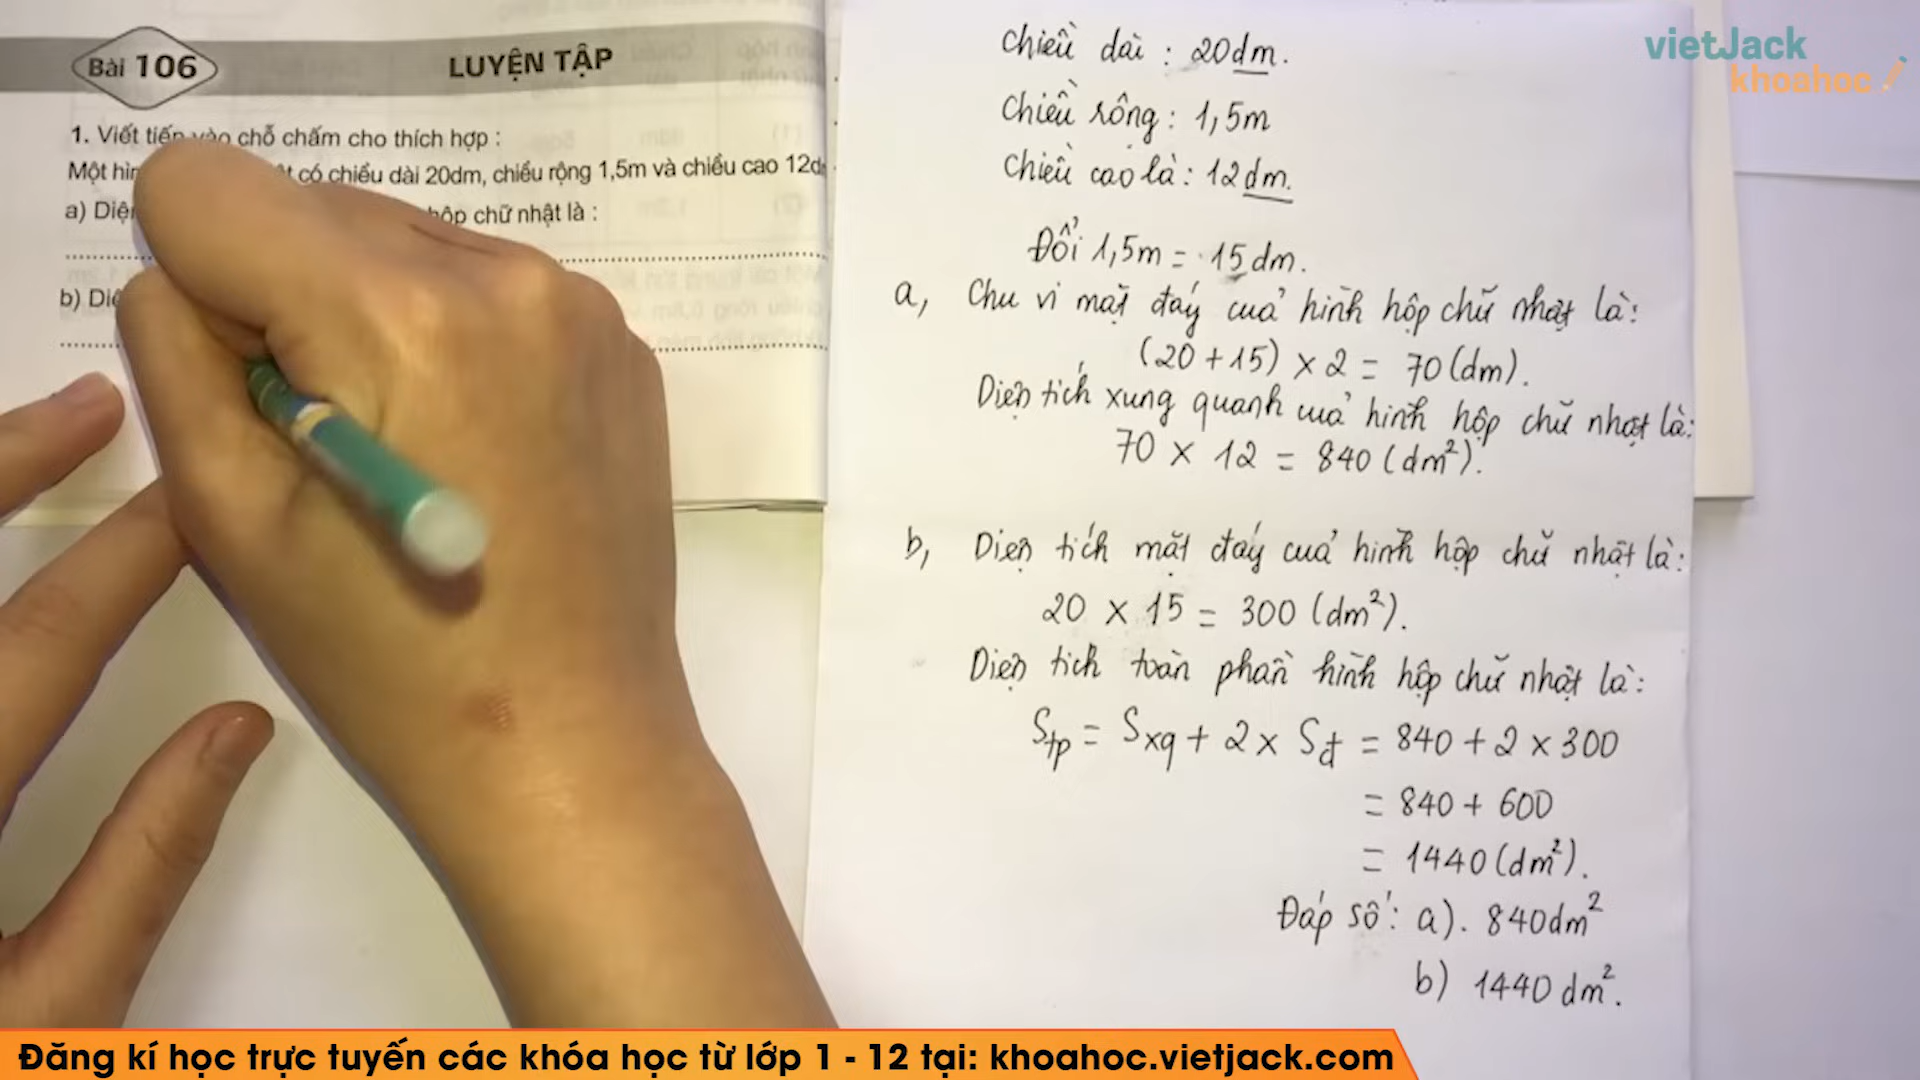 Bài 106
LUYỆN TẬP
1. Viết tiếp vào chỗ chấm cho thích hợp :
Một có chiều dài 20dm, chiều rộng 1,5m và chiều cao 12d
a) Diện hộp chữ nhật là :
b)
Chiều dài : 20dm.
Chiều rộng : 1,5m
Chiều cao là : 12dm.
Đổi 1,5m = 15dm.
a, Chu vi mặt đáy của hình hộp chữ nhật là:
(20 + 15) × 2 = 70 (dm).
Diện tích xung quanh của hình hộp chữ nhật là:
70 × 12 = 840 (dm²).
b, Diện tích mặt đáy của hình hộp chữ nhật là:
20 × 15 = 300 (dm²).
Diện tích toàn phần hình hộp chữ nhật là:
Stp = Sxq + 2 × Sđ = 840 + 2 × 300
= 840 + 600
= 1440 (dm²).
Đáp số: a). 840dm²
b) 1440 dm².
vietJack
khoahoc
Đăng kí học trực tuyến các khóa học từ lớp 1 - 12 tại: khoahoc.vietjack.com